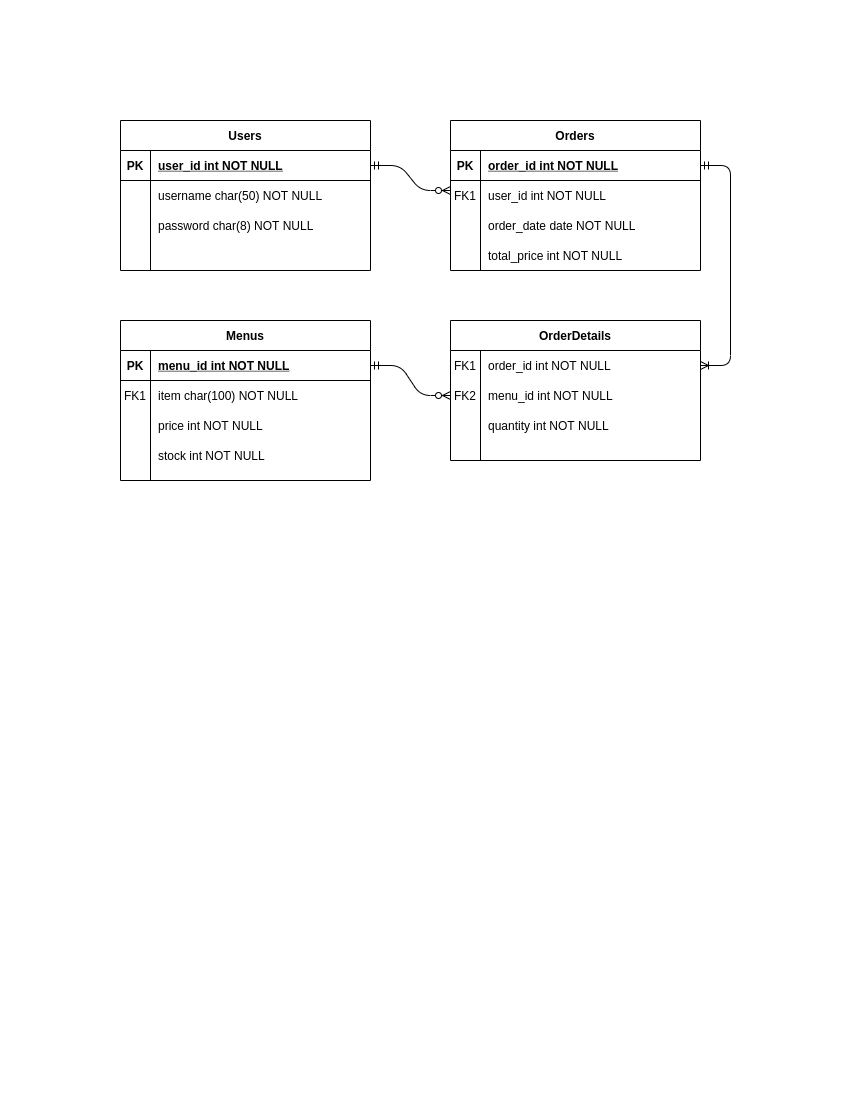 Users
PK user_id int NOT NULL
username char(50) NOT NULL
password char(8) NOT NULL
Orders
PK order_id int NOT NULL
FK1 user_id int NOT NULL
order_date date NOT NULL
total_price int NOT NULL
Menus
PK menu_id int NOT NULL
FK1 item char(100) NOT NULL
price int NOT NULL
stock int NOT NULL
OrderDetails
FK1 order_id int NOT NULL
FK2 menu_id int NOT NULL
quantity int NOT NULL